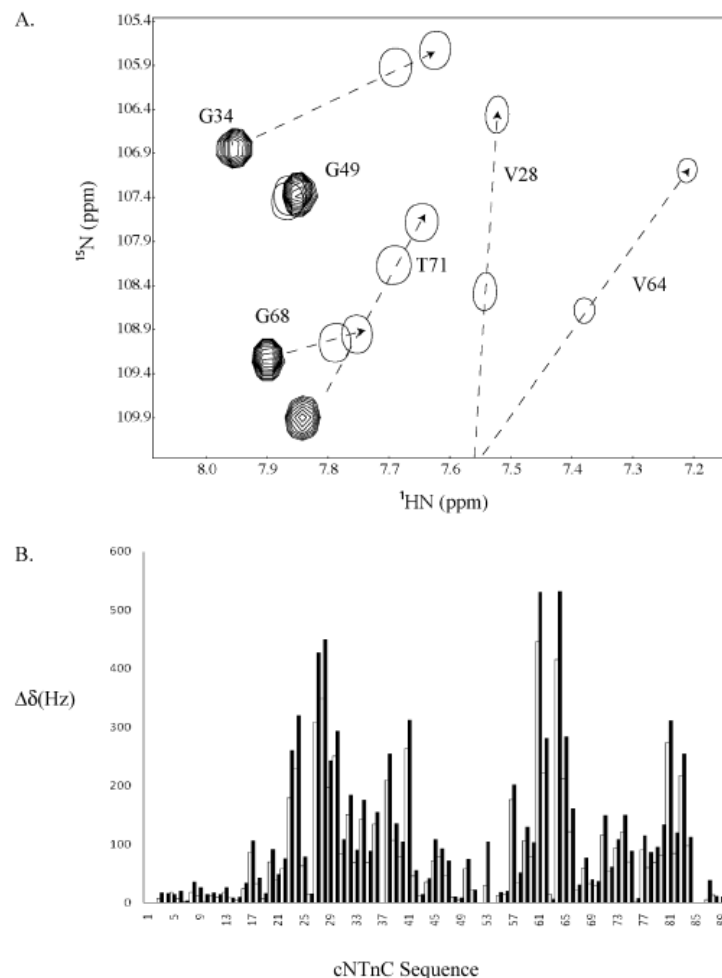 A.
105.4
105.9
106.4
106.9
107.4
107.9
108.4
108.9
109.4
109.9
¹⁵N (ppm)
G34
G49
V28
T71
V64
G68
8.0 7.9 7.8 7.7 7.6 7.5 7.4 7.3 7.2
¹HN (ppm)
B.
600
500
400
300
200
100
0
Δδ(Hz)
1 5 9 13 17 21 25 29 33 37 41 45 49 53 57 61 65 69 73 77 81 85 89
cNTnC Sequence